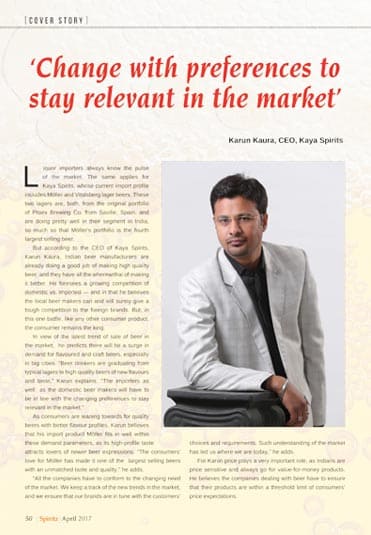 [ COVER STORY ]
‘Change with preferences to
stay relevant in the market’
Karun Kaura, CEO, Kaya Spirits
Liquor importers always know the pulse
of the market. The same applies for
Kaya Spirits, whose current import profile
includes Möller and Vitalsberg lager beers. These
two lagers are, both, from the original portfolio
of Ploes Brewing Co. from Seville, Spain, and
are doing pretty well in their segment in India,
so much so that Möller's portfolio is the fourth
largest selling beer.
But according to the CEO of Kaya Spirits,
Karun Kaura, Indian beer manufacturers are
already doing a good job of making high quality
beer, and they have all the wherewithal of making
it better. He foresees a growing competition of
domestic vs. imported — and in that he believes
the local beer makers can and will surely give a
tough competition to the foreign brands. But, in
this one battle, like any other consumer product,
the consumer remains the king.
In view of the latest trend of sale of beer in
the market, he predicts there will be a surge in
demand for flavoured and craft beers, especially
in big cities. “Beer drinkers are graduating from
typical lagers to high quality beers of new flavours
and taste,” Karun explains. “The importers as
well as the domestic beer makers will have to
be in line with the changing preferences to stay
relevant in the market.”
As consumers are leaning towards for quality
beers with better flavour profiles, Karun believes
that his import product Möller fits in well within
these demand parameters, as its high-profile taste
attracts lovers of newer beer expressions. “The consumers'
love for Möller has made it one of the largest selling beers
with an unmatched taste and quality,” he adds.
“All the companies have to conform to the changing need
of the market. We keep a track of the new trends in the market,
and we ensure that our brands are in tune with the customers'
choices and requirements. Such understanding of the market
has led us where we are today,” he adds.
For Karun price plays a very important role, as Indians are
price sensitive and always go for value-for-money products.
He believes the companies dealing with beer have to ensure
that their products are within a threshold limit of consumers'
price expectations.
50 | Spiritz | April 2017